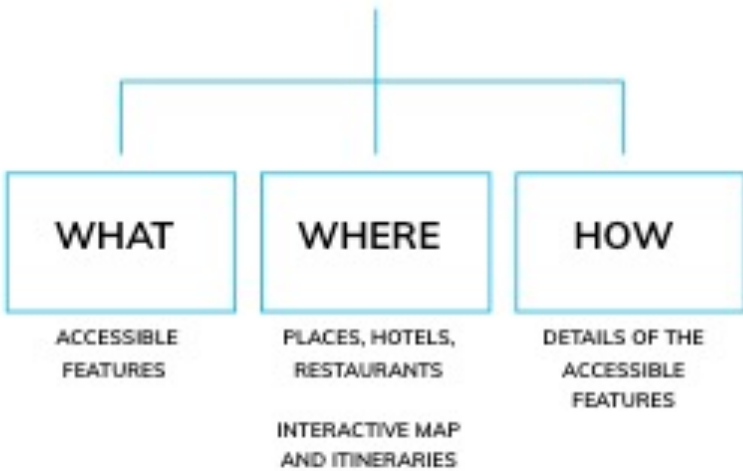 WHAT
ACCESSIBLE
FEATURES
WHERE
PLACES, HOTELS,
RESTAURANTS
INTERACTIVE MAP
AND ITINERARIES
HOW
DETAILS OF THE
ACCESSIBLE
FEATURES